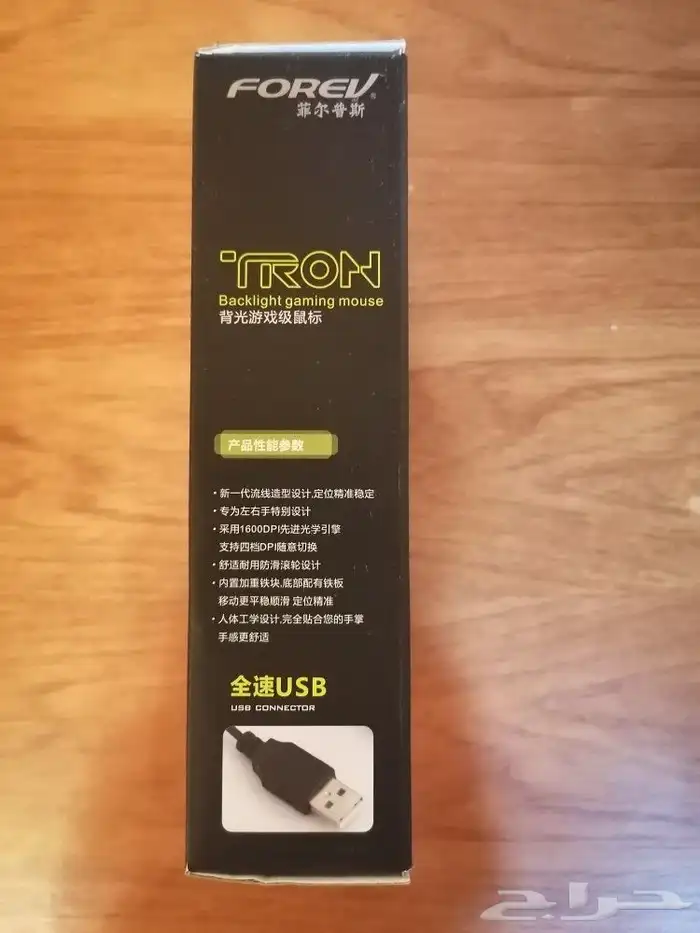 FOREV®
菲尔普斯
TRON
Backlight gaming mouse
背光游戏级鼠标
产品性能参数
· 新一代流线造型设计,定位精准稳定
· 专为左右手特别设计
· 采用1600DPI先进光学引擎
支持四档DPI随意切换
· 舒适耐用防滑滚轮设计
· 内置加重铁块,底部配有铁板
移动更平稳顺滑 定位精准
· 人体工学设计,完全贴合您的手掌
手感更舒适
全速USB
USB CONNECTOR
حراج